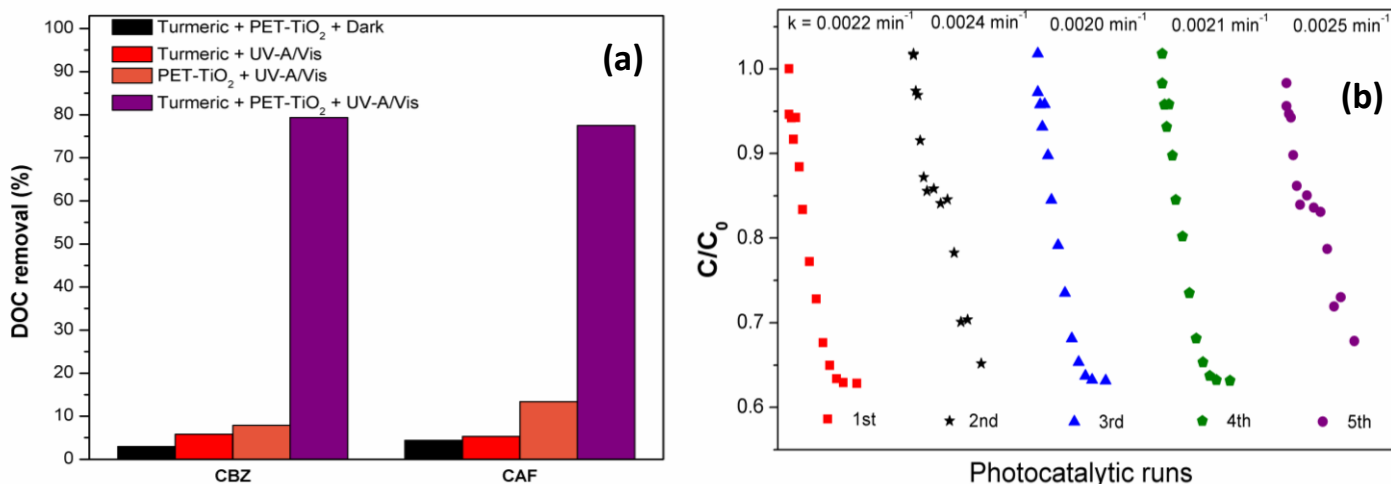 Turmeric + PET-TiO₂ + Dark
Turmeric + UV-A/Vis
PET-TiO₂ + UV-A/Vis
Turmeric + PET-TiO₂ + UV-A/Vis
(a)
100
90
80
70
60
50
40
30
20
10
0
DOC removal (%)
CBZ
CAF
k = 0.0022 min⁻¹
0.0024 min⁻¹
0.0020 min⁻¹
0.0021 min⁻¹
0.0025 min⁻¹
(b)
1.0
0.9
0.8
0.7
0.6
C/C₀
1st
2nd
3rd
4th
5th
Photocatalytic runs